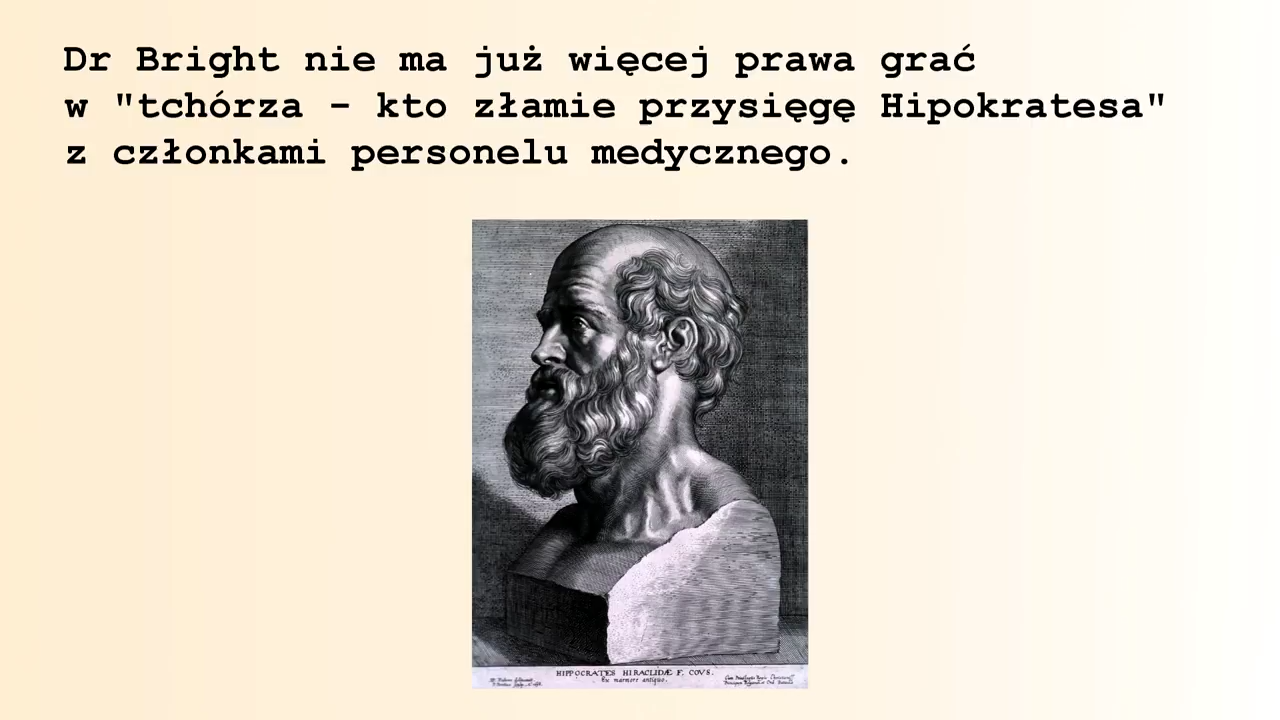 Dr Bright nie ma już więcej prawa grać
w "tchórza – kto złamie przysięgę Hipokratesa"
z członkami personelu medycznego.
HIPPOCRATES HIRACLIDÆ F. COVS.
Ex marmore antiquo.